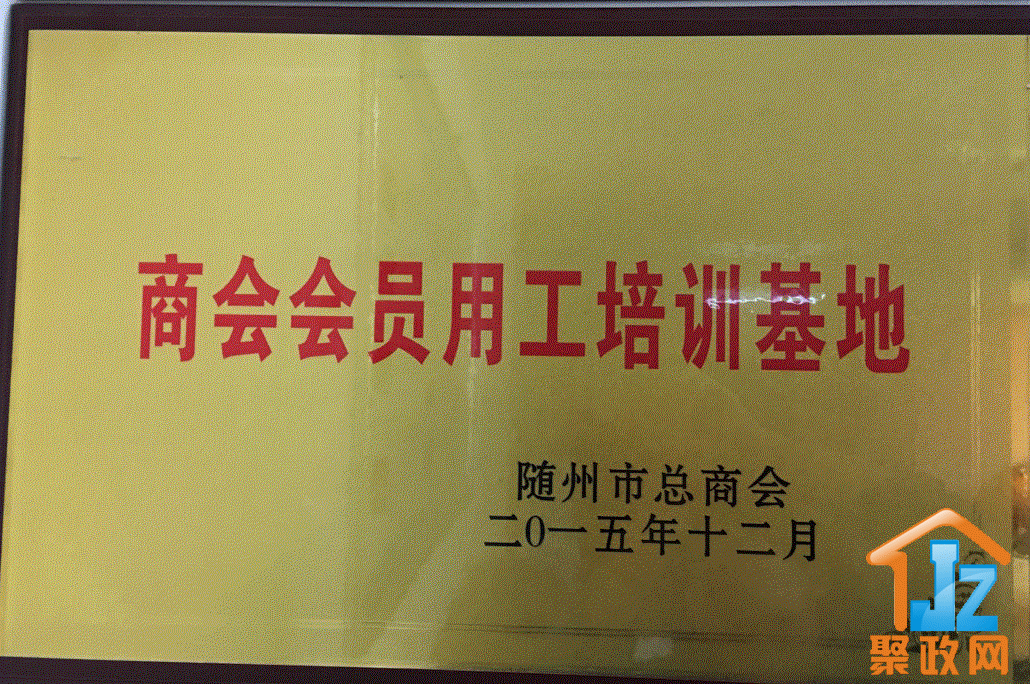 商会会员用工培训基地
随州市总商会
二0一五年十二月
JZ
聚政网